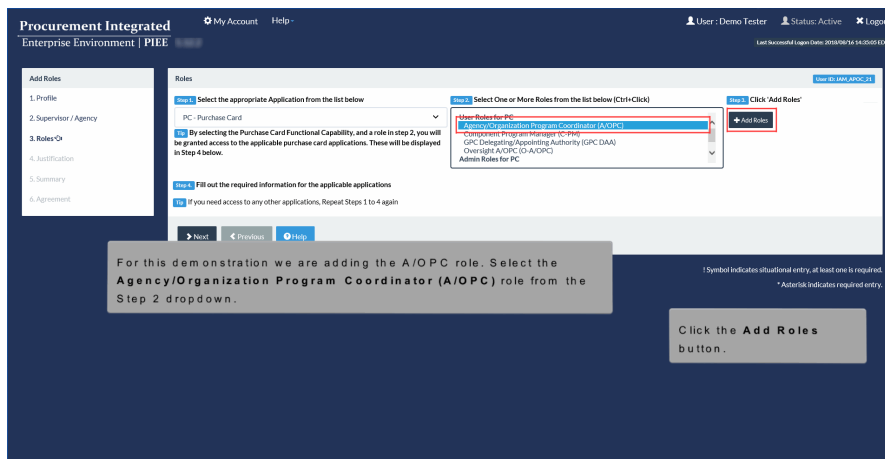 Procurement Integrated
Enterprise Environment | PIEE
My Account Help
User : Demo Tester Status: Active Logon
Last Successful Logon Date: 2018/08/16 14:35:05 ED
Add Roles
1. Profile
2. Supervisor / Agency
3. Roles
4. Justification
5. Summary
6. Agreement
Roles
User ID: IAM_APOC_21
Step 1. Select the appropriate Application from the list below
PC - Purchase Card
Tip By selecting the Purchase Card Functional Capability, and a role in step 2, you will
be granted access to the applicable purchase card applications. These will be displayed
in Step 4 below.
Step 2. Select One or More Roles from the list below (Ctrl+Click)
User Roles for PC
Agency/Organization Program Coordinator (A/OPC)
Component Program Manager (C-PM)
GPC Delegating/Appointing Authority (GPC DAA)
Oversight A/OPC (O-A/OPC)
Admin Roles for PC
Step 3. Click 'Add Roles'
+ Add Roles
Step 4. Fill out the required information for the applicable applications
Tip If you need access to any other applications, Repeat Steps 1 to 4 again
Next Previous Help
For this demonstration we are adding the A/OPC role. Select the
Agency/Organization Program Coordinator (A/OPC) role from the
Step 2 dropdown.
! Symbol indicates situational entry, at least one is required.
* Asterisk indicates required entry.
Click the Add Roles
button.